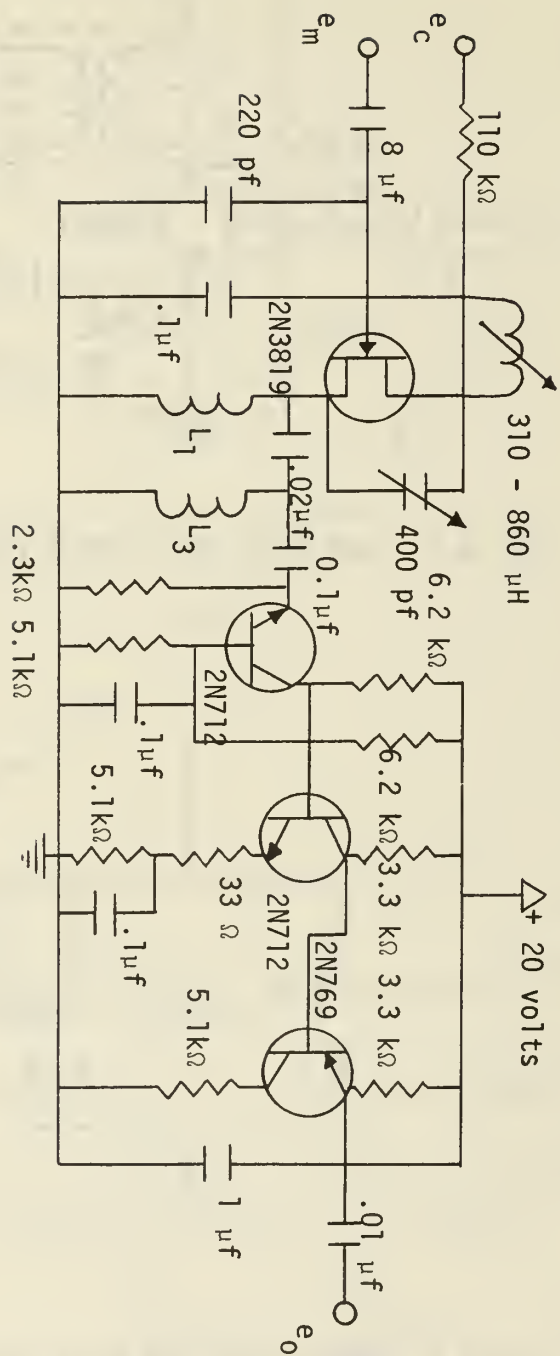 e_c
110 kΩ
e_m
8 μf
220 pf
.1μf
310 - 860 μH
2N3819
400 pf
L₁
.02μf
L₃
0.1μf
2.3kΩ
5.1kΩ
2N712
.1μf
6.2 kΩ
6.2 kΩ
+ 20 volts
3.3 kΩ
2N712
33 Ω
5.1kΩ
.1μf
2N769
3.3 kΩ
5.1kΩ
1 μf
.01 μf
e_o